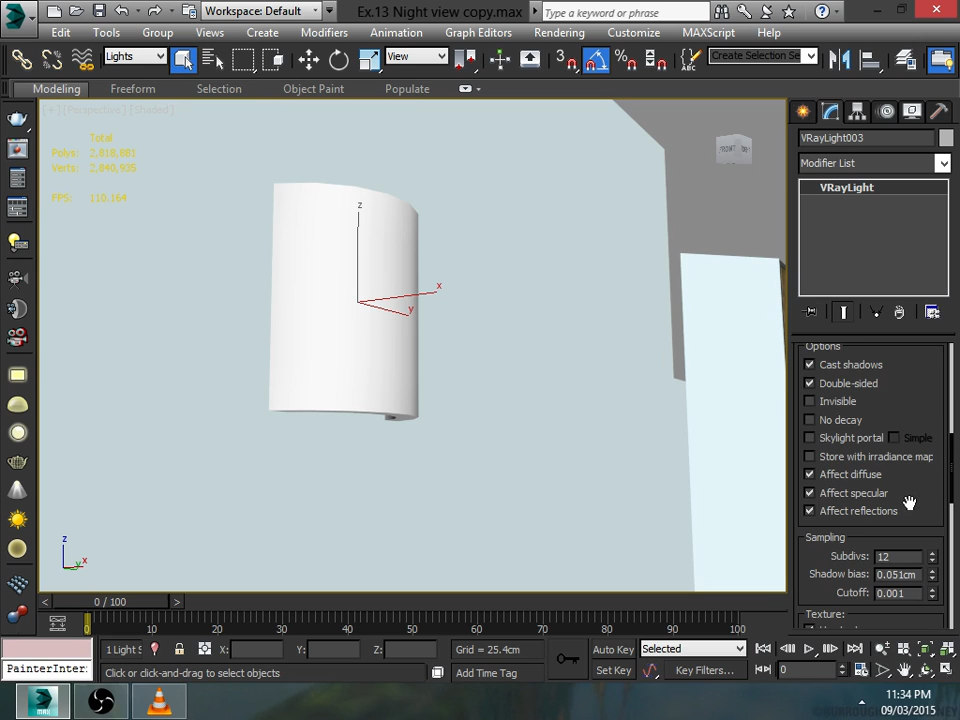 Workspace: Default
Ex.13 Night view copy.max
Type a keyword or phrase
Edit Tools Group Views Create Modifiers Animation Graph Editors Rendering Customize MAXScript Help
Lights View 3 Create Selection Se
Modeling Freeform Selection Object Paint Populate
[ + ] [ Perspective ] [ Shaded ]
Total
Polys: 2,818,881
Verts: 2,840,935
FPS: 110.164
z
x
y
z
x
y
VRayLight003
Modifier List
VRayLight
Options
Cast shadows
Double-sided
Invisible
No decay
Skylight portal Simple
Store with irradiance map
Affect diffuse
Affect specular
Affect reflections
Sampling
Subdivs: 12
Shadow bias: 0.051cm
Cutoff: 0.001
Texture:
< 0 / 100 >
0 10 20 30 40 50 60 70 80 90 100
1 Light S X: Y: Z: Grid = 25.4cm Auto Key Selected
PainterInter Click or click-and-drag to select objects Add Time Tag Set Key Key Filters... 0
MAX
11:34 PM
09/03/2015